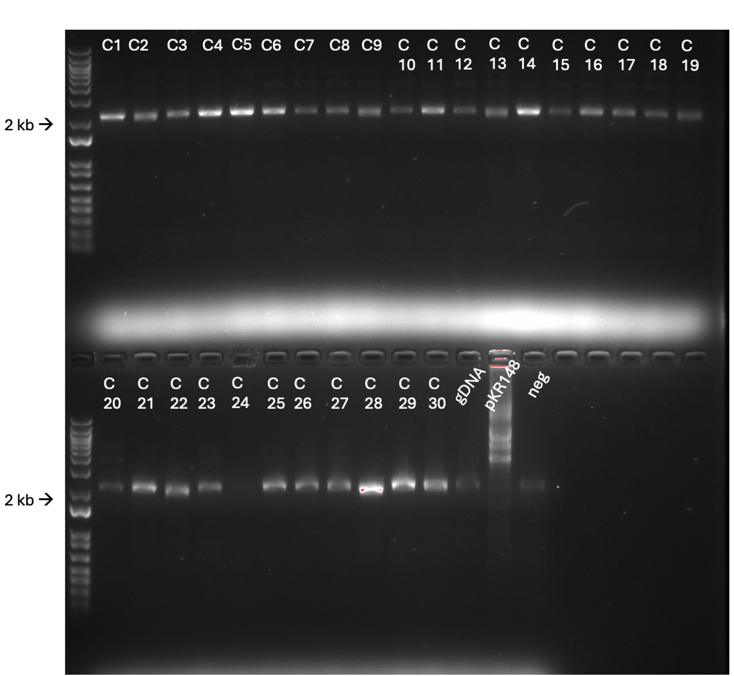 C1 C2 C3 C4 C5 C6 C7 C8 C9 C C C C C C C C C C
10 11 12 13 14 15 16 17 18 19
2 kb →
C C C C C C C C C C C gDNA pKR148 neg
20 21 22 23 24 25 26 27 28 29 30
2 kb →